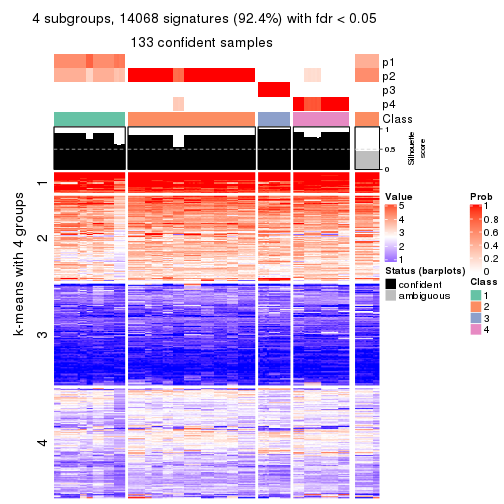 4 subgroups, 14068 signatures (92.4%) with fdr < 0.05
133 confident samples
p1
p2
p3
p4
Class
1
0.5
0
Silhouette
score
k-means with 4 groups
1
2
3
4
Value
5
4
3
2
1
Status (barplots)
confident
ambiguous
Prob
1
0.8
0.6
0.4
0.2
0
Class
1
2
3
4